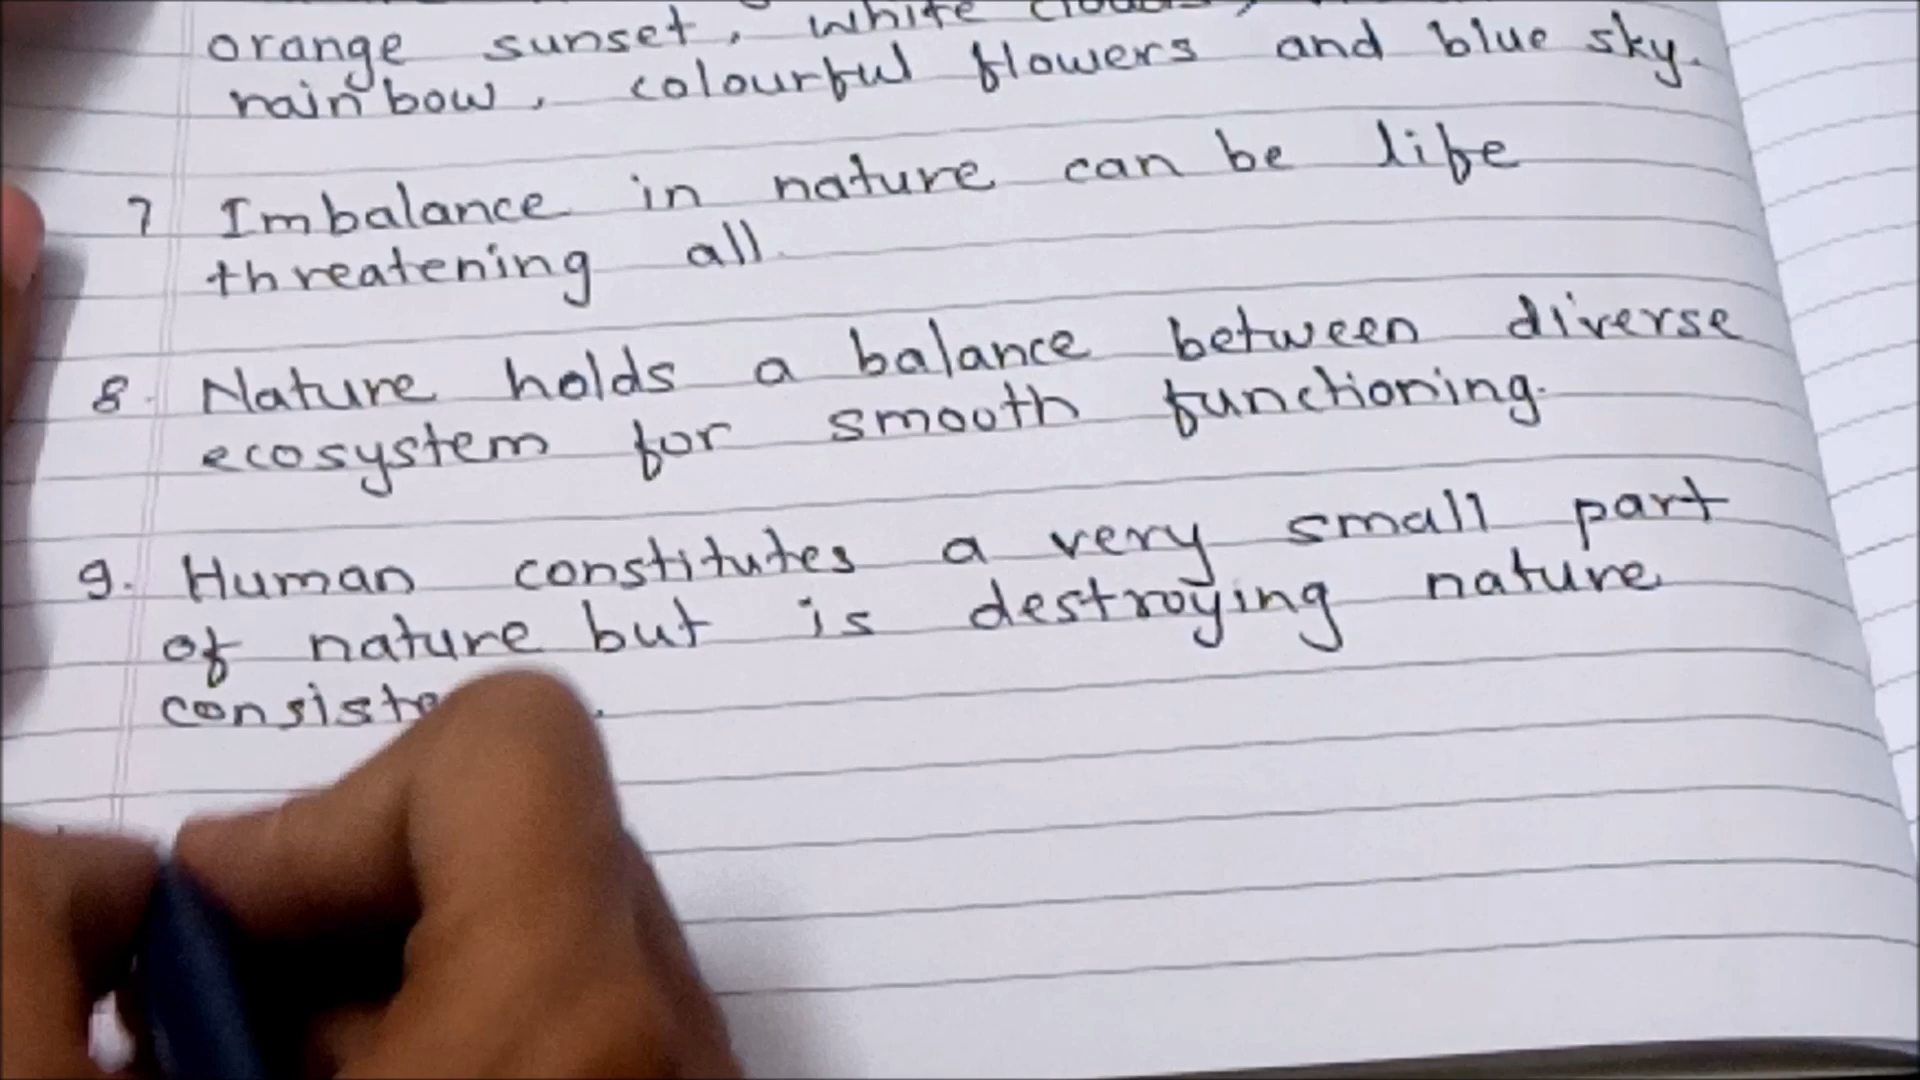 orange sunset, white clouds,
rainbow, colourful flowers and blue sky.
7 Imbalance in nature can be life
threatening all.
8. Nature holds a balance between diverse
ecosystem for smooth functioning.
9. Human constitutes a very small part
of nature but is destroying nature